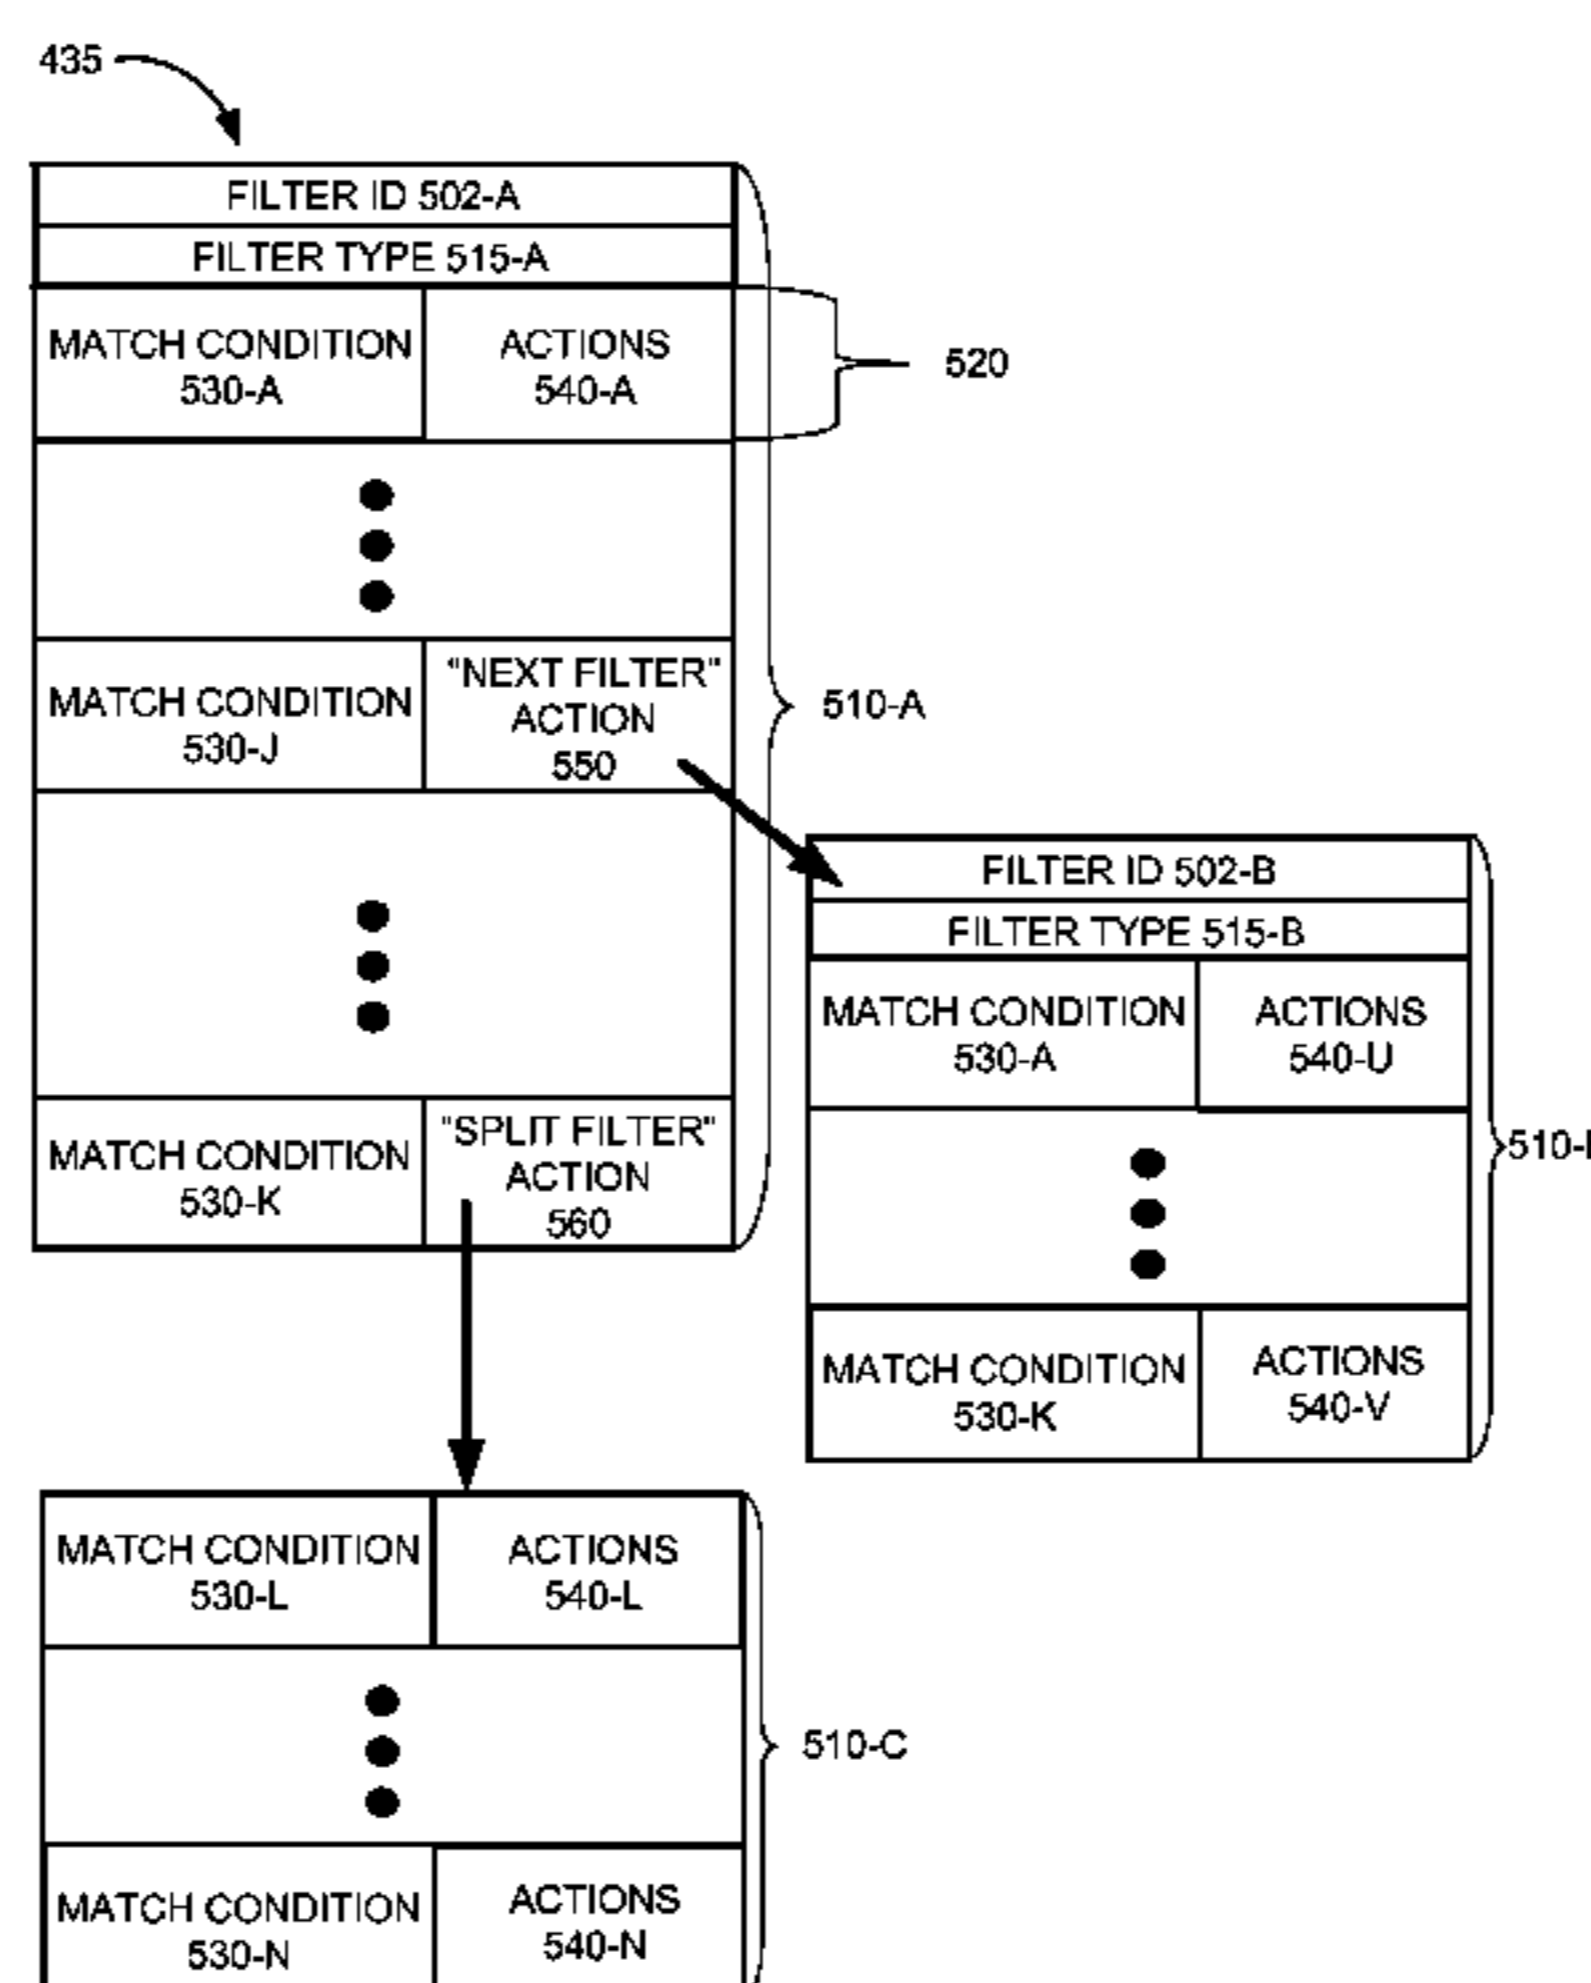 435
FILTER ID 502-A
FILTER TYPE 515-A
MATCH CONDITION
530-A
ACTIONS
540-A
520
MATCH CONDITION
530-J
"NEXT FILTER"
ACTION
550
510-A
MATCH CONDITION
530-K
"SPLIT FILTER"
ACTION
560
FILTER ID 502-B
FILTER TYPE 515-B
MATCH CONDITION
530-A
ACTIONS
540-U
MATCH CONDITION
530-K
ACTIONS
540-V
MATCH CONDITION
530-L
ACTIONS
540-L
510-C
MATCH CONDITION
530-N
ACTIONS
540-N